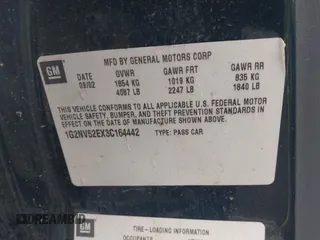 GM
MFD BY GENERAL MOTORS CORP
DATE GVWR GAWR FRT GAWR RR
09/02 1854 KG 1019 KG 835 KG
4087 LB 2247 LB 1840 LB
THIS VEHICLE CONFORMS TO ALL APPLICABLE U.S. FEDERAL MOTOR
VEHICLE SAFETY, BUMPER, AND THEFT PREVENTION STANDARDS IN
EFFECT ON THE DATE OF MANUFACTURE SHOWN ABOVE.
1G2NV52EX3C164442 TYPE: PASS CAR
DREAMBID
GM
TIRE-LOADING INFORMATION
OCCUPANTS